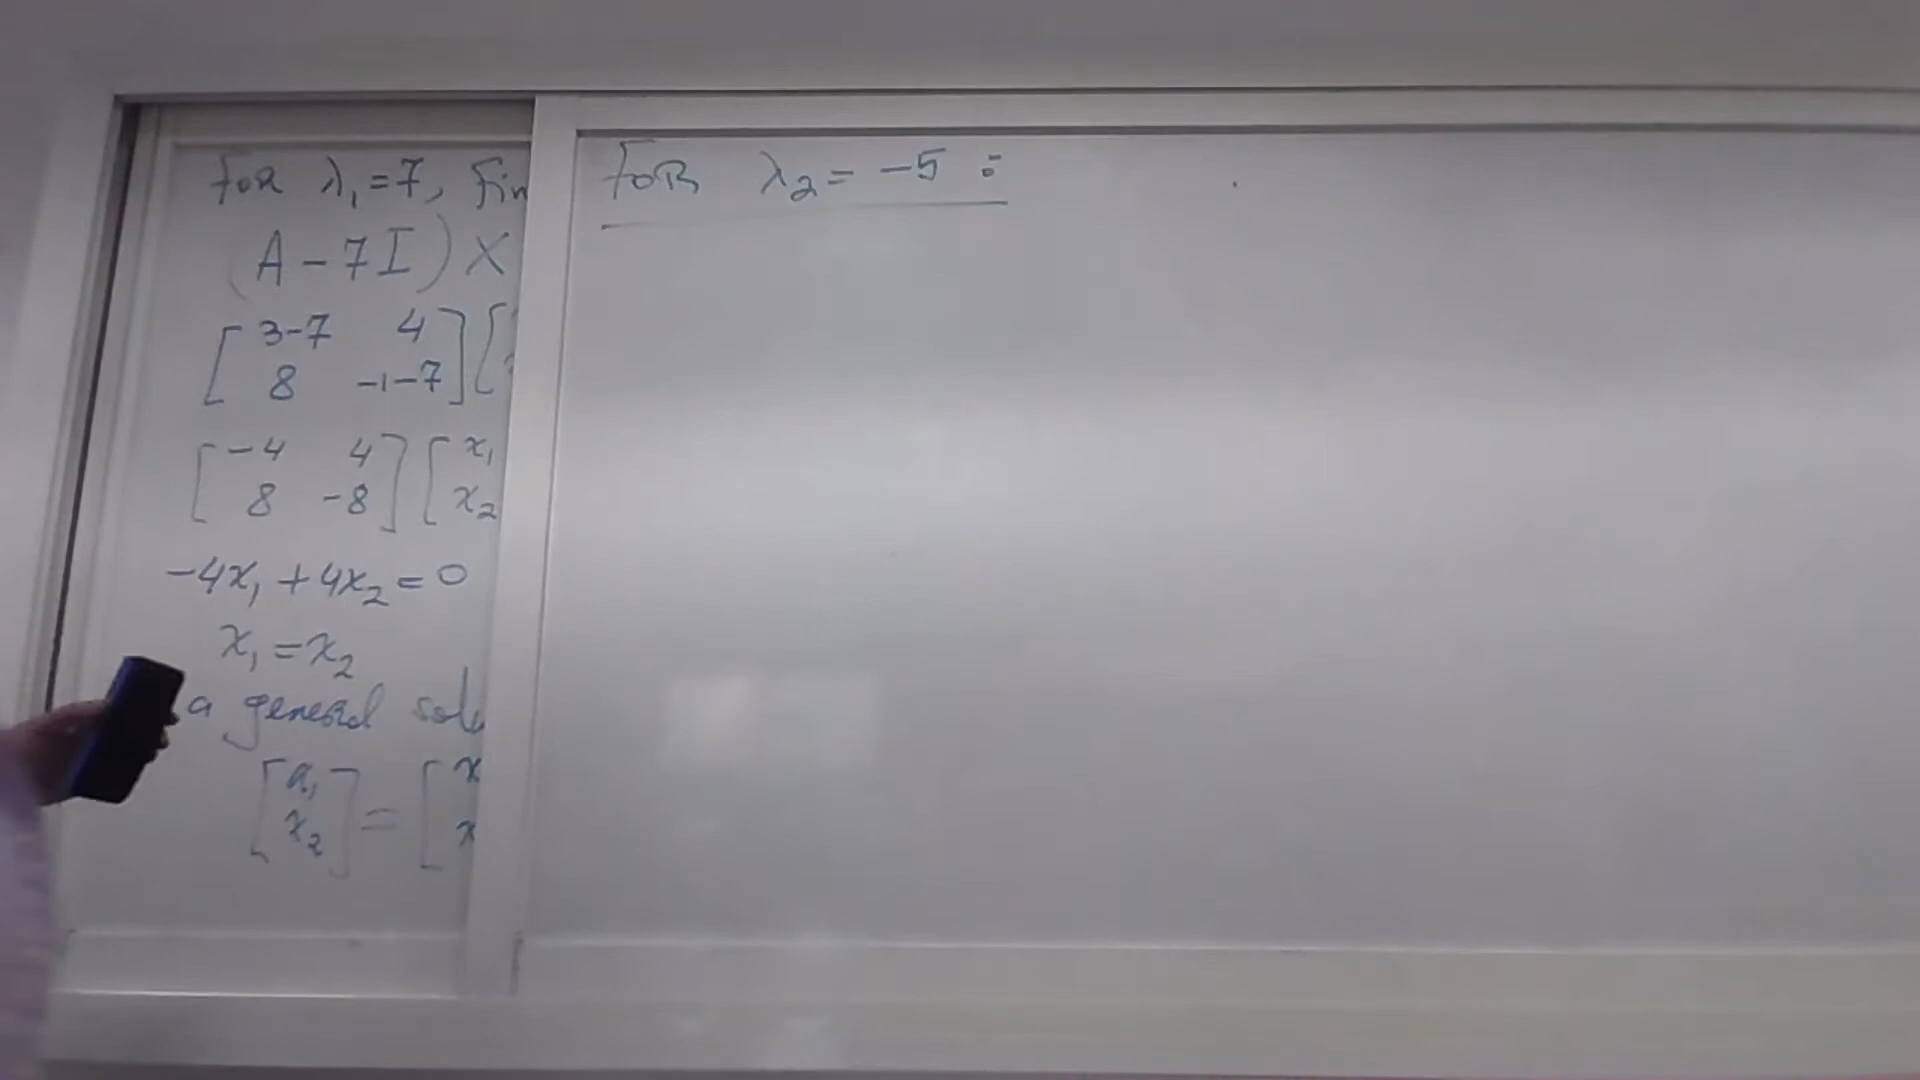 For λ₁ = 7, Fin
(A - 7I) X
[3-7 4] [
[8 -1-7] [
[-4 4] [x₁
[8 -8] [x₂
-4x₁ + 4x₂ = 0
x₁ = x₂
a general solu
[x₁] = [x
[x₂] = [x
FOR λ₂ = -5 :